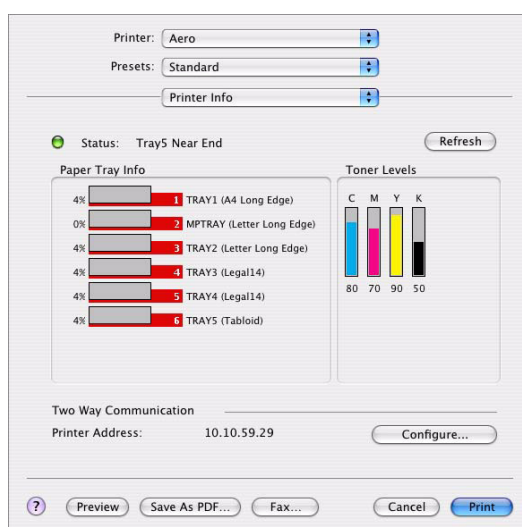 Printer: Aero
Presets: Standard
Printer Info
Status: Tray5 Near End
Refresh
Paper Tray Info
4% 1 TRAY1 (A4 Long Edge)
0% 2 MPTRAY (Letter Long Edge)
4% 3 TRAY2 (Letter Long Edge)
4% 4 TRAY3 (Legal14)
4% 5 TRAY4 (Legal14)
4% 6 TRAY5 (Tabloid)
Toner Levels
C M Y K
80 70 90 50
Two Way Communication
Printer Address: 10.10.59.29
Configure...
? Preview Save As PDF... Fax... Cancel Print